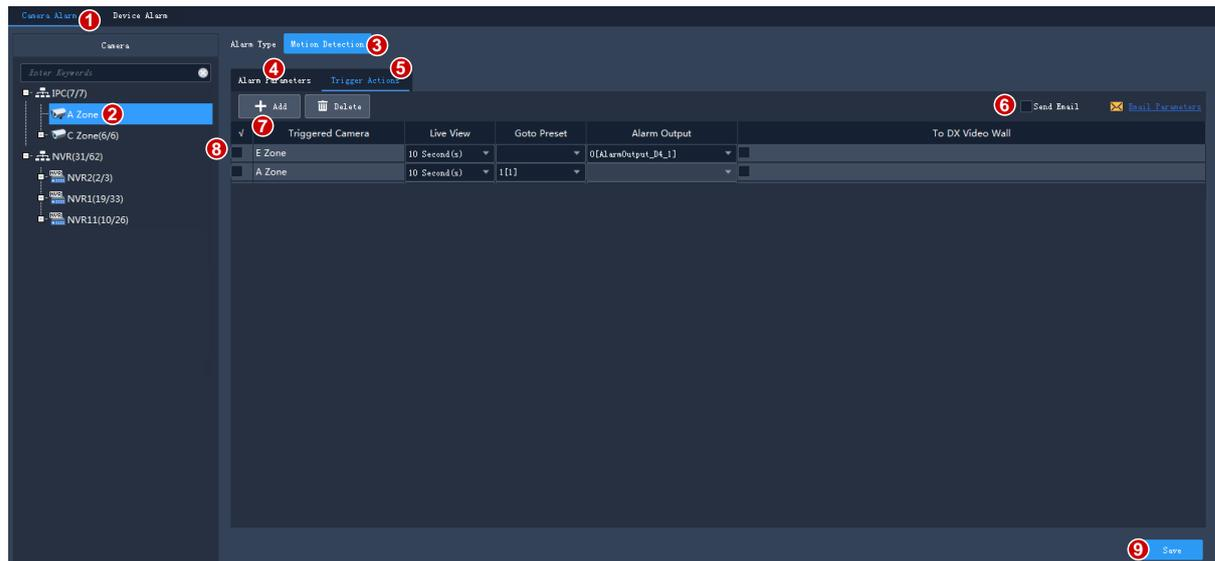 Camera Alarm 1 Device Alarm
Camera
Alarm Type Motion Detection 3
Enter Keywords
4 5
Alarm Parameters Trigger Actions
IPC(7/7)
Add Delete 6 Send Email Email Parameters
A Zone 2
7
C Zone(6/6)
√ Triggered Camera Live View Goto Preset Alarm Output To DX Video Wall
8
E Zone 10 Second(s) 0[AlarmOutput_D4_1]
NVR(31/62)
A Zone 10 Second(s) 1[1]
NVR2(2/3)
NVR1(19/33)
NVR11(10/26)
9 Save